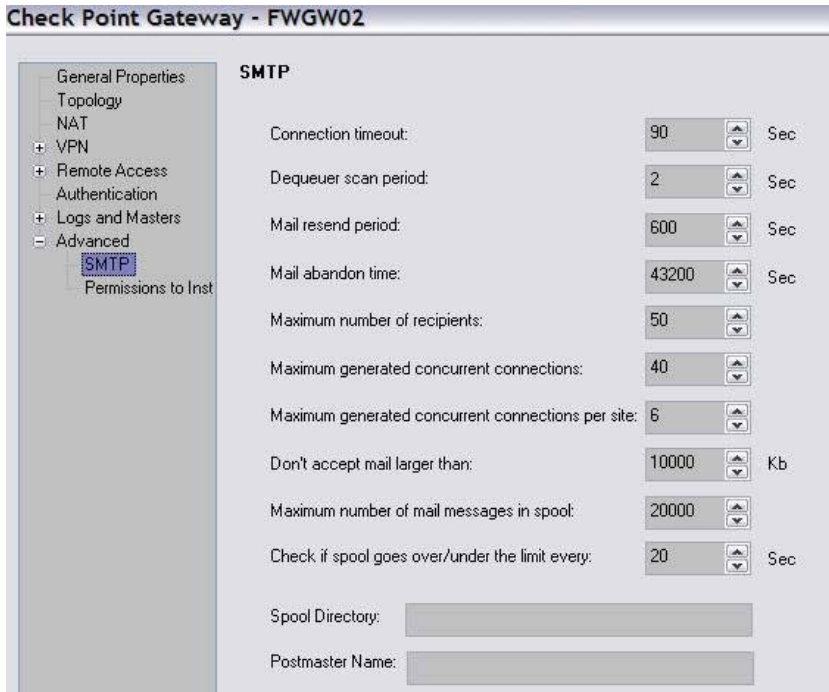 Check Point Gateway - FWGW02
General Properties
Topology
NAT
VPN
Remote Access
Authentication
Logs and Masters
Advanced
SMTP
Permissions to Inst
SMTP
Connection timeout: 90 Sec
Dequeuer scan period: 2 Sec
Mail resend period: 600 Sec
Mail abandon time: 43200 Sec
Maximum number of recipients: 50
Maximum generated concurrent connections: 40
Maximum generated concurrent connections per site: 6
Don't accept mail larger than: 10000 Kb
Maximum number of mail messages in spool: 20000
Check if spool goes over/under the limit every: 20 Sec
Spool Directory:
Postmaster Name: